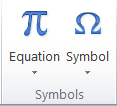 π Ω
Equation Symbol
Symbols